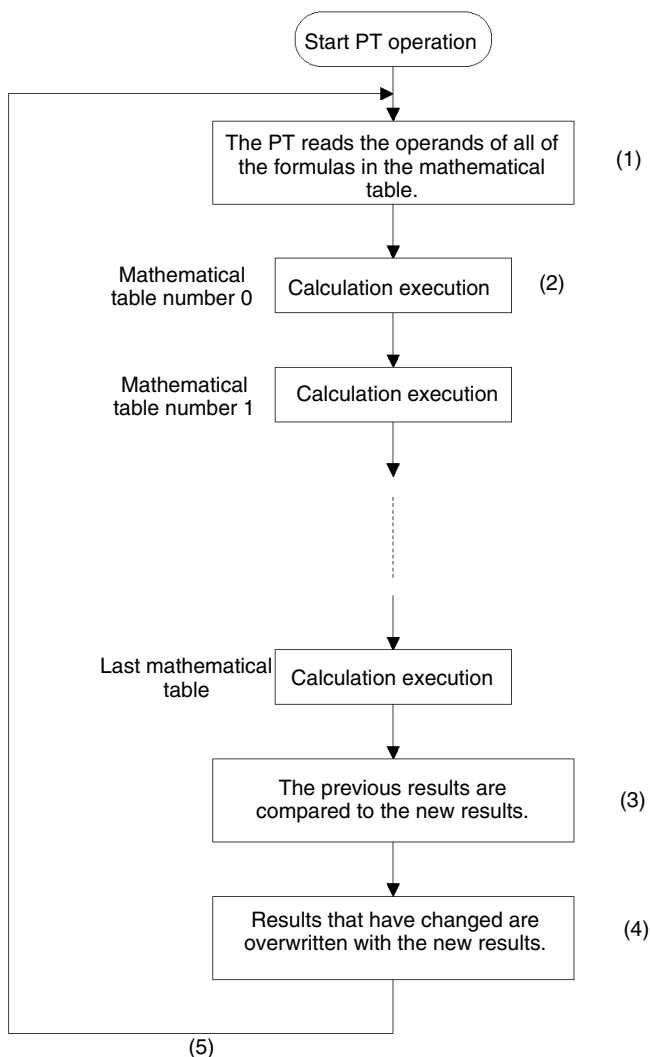 Start PT operation
The PT reads the operands of all of
the formulas in the mathematical
table.
(1)
Mathematical
table number 0
Calculation execution
(2)
Mathematical
table number 1
Calculation execution
Last mathematical
table
Calculation execution
The previous results are
compared to the new results.
(3)
Results that have changed are
overwritten with the new results.
(4)
(5)